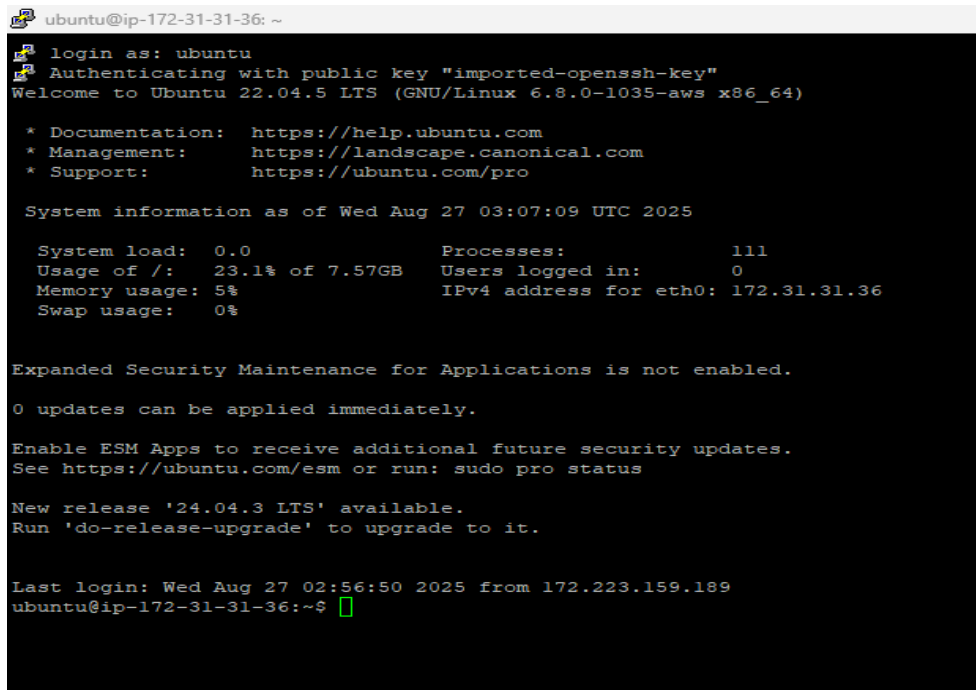 ubuntu@ip-172-31-31-36: ~
login as: ubuntu
Authenticating with public key "imported-openssh-key"
Welcome to Ubuntu 22.04.5 LTS (GNU/Linux 6.8.0-1035-aws x86_64)
* Documentation: https://help.ubuntu.com
* Management: https://landscape.canonical.com
* Support: https://ubuntu.com/pro
System information as of Wed Aug 27 03:07:09 UTC 2025
System load: 0.0 Processes: 111
Usage of /: 23.1% of 7.57GB Users logged in: 0
Memory usage: 5% IPv4 address for eth0: 172.31.31.36
Swap usage: 0%
Expanded Security Maintenance for Applications is not enabled.
0 updates can be applied immediately.
Enable ESM Apps to receive additional future security updates.
See https://ubuntu.com/esm or run: sudo pro status
New release '24.04.3 LTS' available.
Run 'do-release-upgrade' to upgrade to it.
Last login: Wed Aug 27 02:56:50 2025 from 172.223.159.189
ubuntu@ip-172-31-31-36:~$